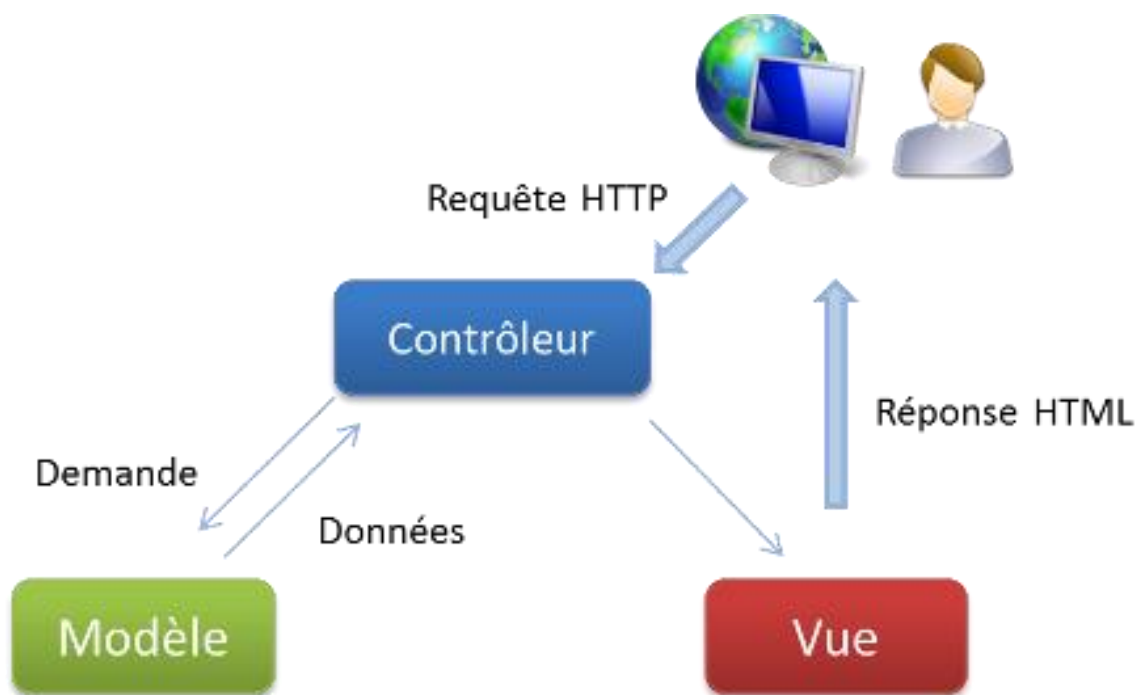 Requête HTTP
Contrôleur
Réponse HTML
Demande
Données
Modèle
Vue